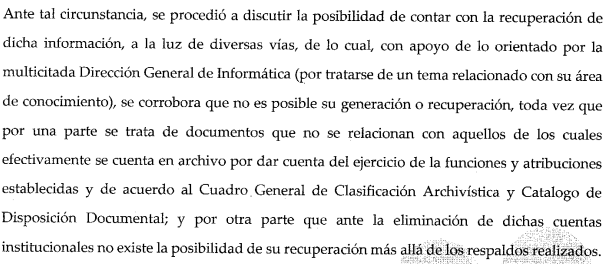 Ante tal circunstancia, se procedió a discutir la posibilidad de contar con la recuperación de
dicha información, a la luz de diversas vías, de lo cual, con apoyo de lo orientado por la
multicitada Dirección General de Informática (por tratarse de un tema relacionado con su área
de conocimiento), se corrobora que no es posible su generación o recuperación, toda vez que
por una parte se trata de documentos que no se relacionan con aquellos de los cuales
efectivamente se cuenta en archivo por dar cuenta del ejercicio de la funciones y atribuciones
establecidas y de acuerdo al Cuadro General de Clasificación Archivística y Catalogo de
Disposición Documental; y por otra parte que ante la eliminación de dichas cuentas
institucionales no existe la posibilidad de su recuperación más allá de los respaldos realizados.